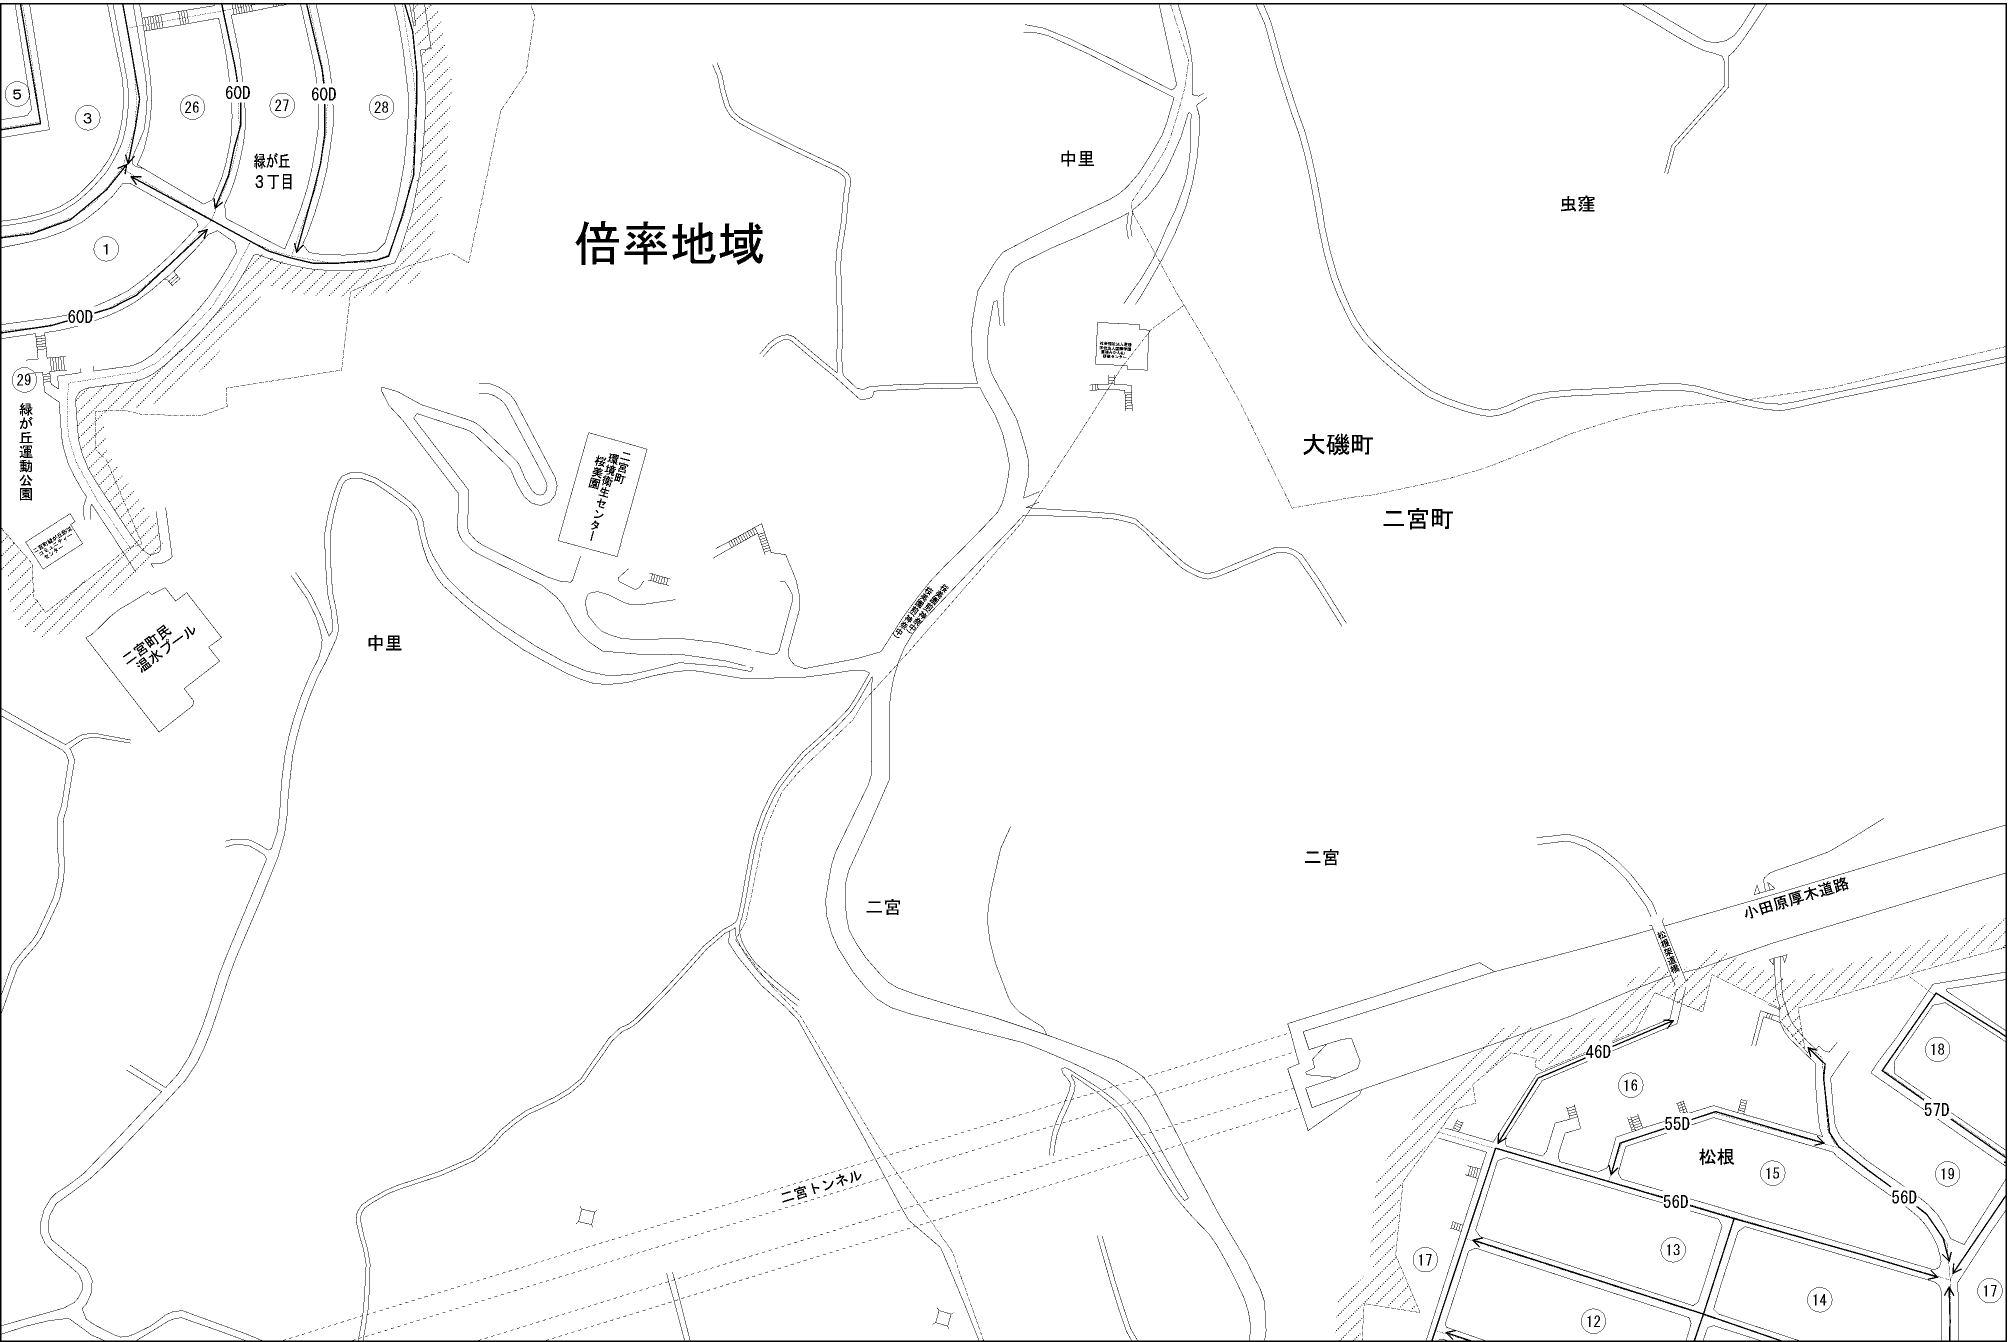 5
3
26
60D
27
60D
28
緑が丘
3丁目
1
60D
29
緑が丘運動公園
倍率地域
中里
虫窪
大磯町
二宮町
二宮町
環境衛生センター
桜美園
二宮町民
温水プール
中里
二宮
二宮
小田原厚木道路
松根架道橋
二宮トンネル
46D
16
55D
松根
15
56D
56D
18
57D
19
13
14
12
17
17